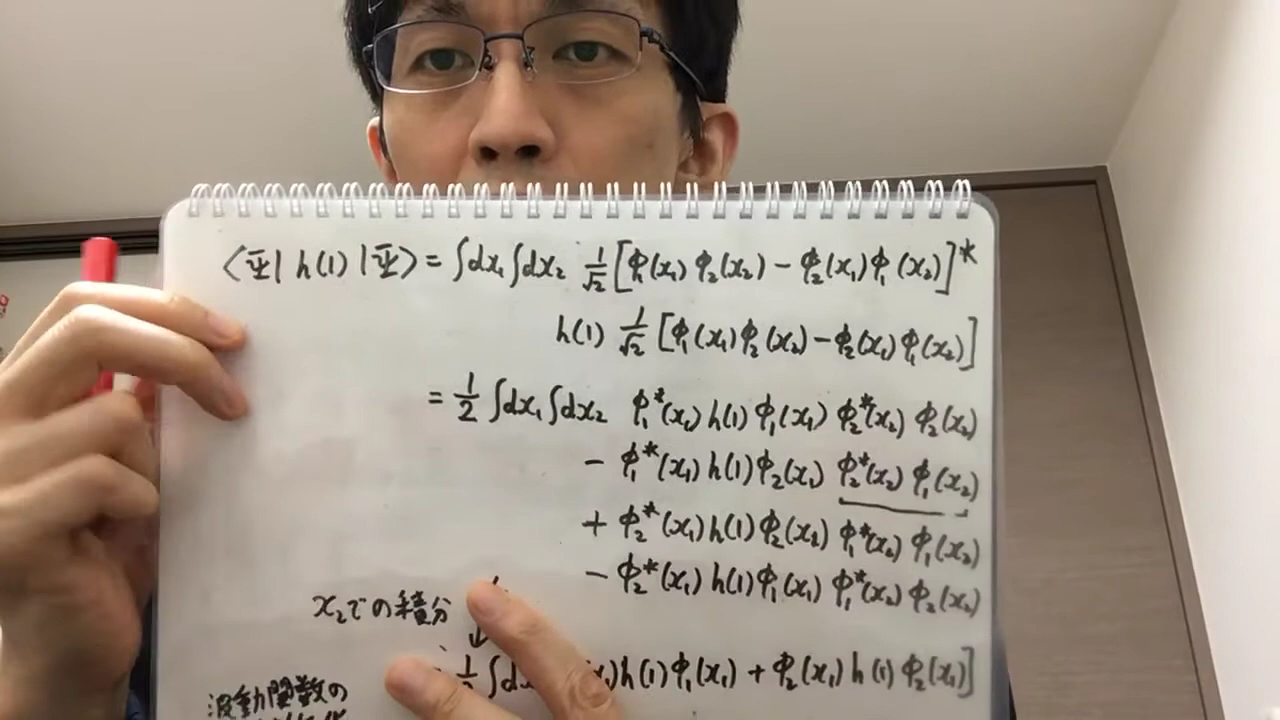 ⟨Ψ| h(1) |Ψ⟩ = ∫dx₁∫dx₂ 1/√2 [φ₁(x₁) φ₂(x₂) − φ₂(x₁) φ₁(x₂)]*
h(1) 1/√2 [φ₁(x₁) φ₂(x₂) − φ₂(x₁) φ₁(x₂)]
= 1/2 ∫dx₁∫dx₂ φ₁*(x₁) h(1) φ₁(x₁) φ₂*(x₂) φ₂(x₂)
− φ₁*(x₁) h(1) φ₂(x₁) φ₂*(x₂) φ₁(x₂)
+ φ₂*(x₁) h(1) φ₂(x₁) φ₁*(x₂) φ₁(x₂)
− φ₂*(x₁) h(1) φ₁(x₁) φ₁*(x₂) φ₂(x₂)
x₂での積分
↓
∫d h(1) φ₁(x₁) + φ₂(x₁) h(1) φ₂(x₁)]
波動関数の